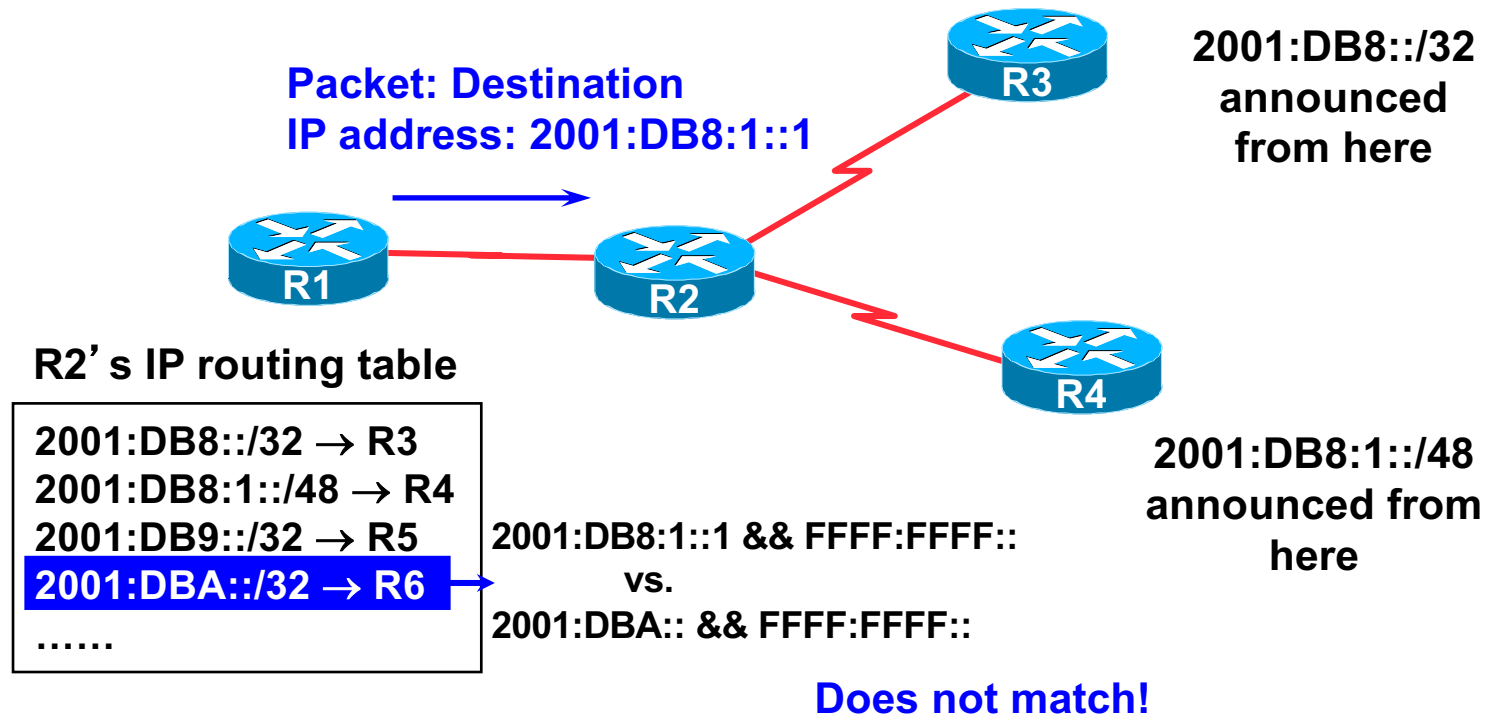 Packet: Destination
IP address: 2001:DB8:1::1
R3
2001:DB8::/32
announced
from here
R1
R2
R4
2001:DB8:1::/48
announced from
here
R2’s IP routing table
2001:DB8::/32 → R3
2001:DB8:1::/48 → R4
2001:DB9::/32 → R5
2001:DBA::/32 → R6
……
2001:DB8:1::1 && FFFF:FFFF::
vs.
2001:DBA:: && FFFF:FFFF::
Does not match!